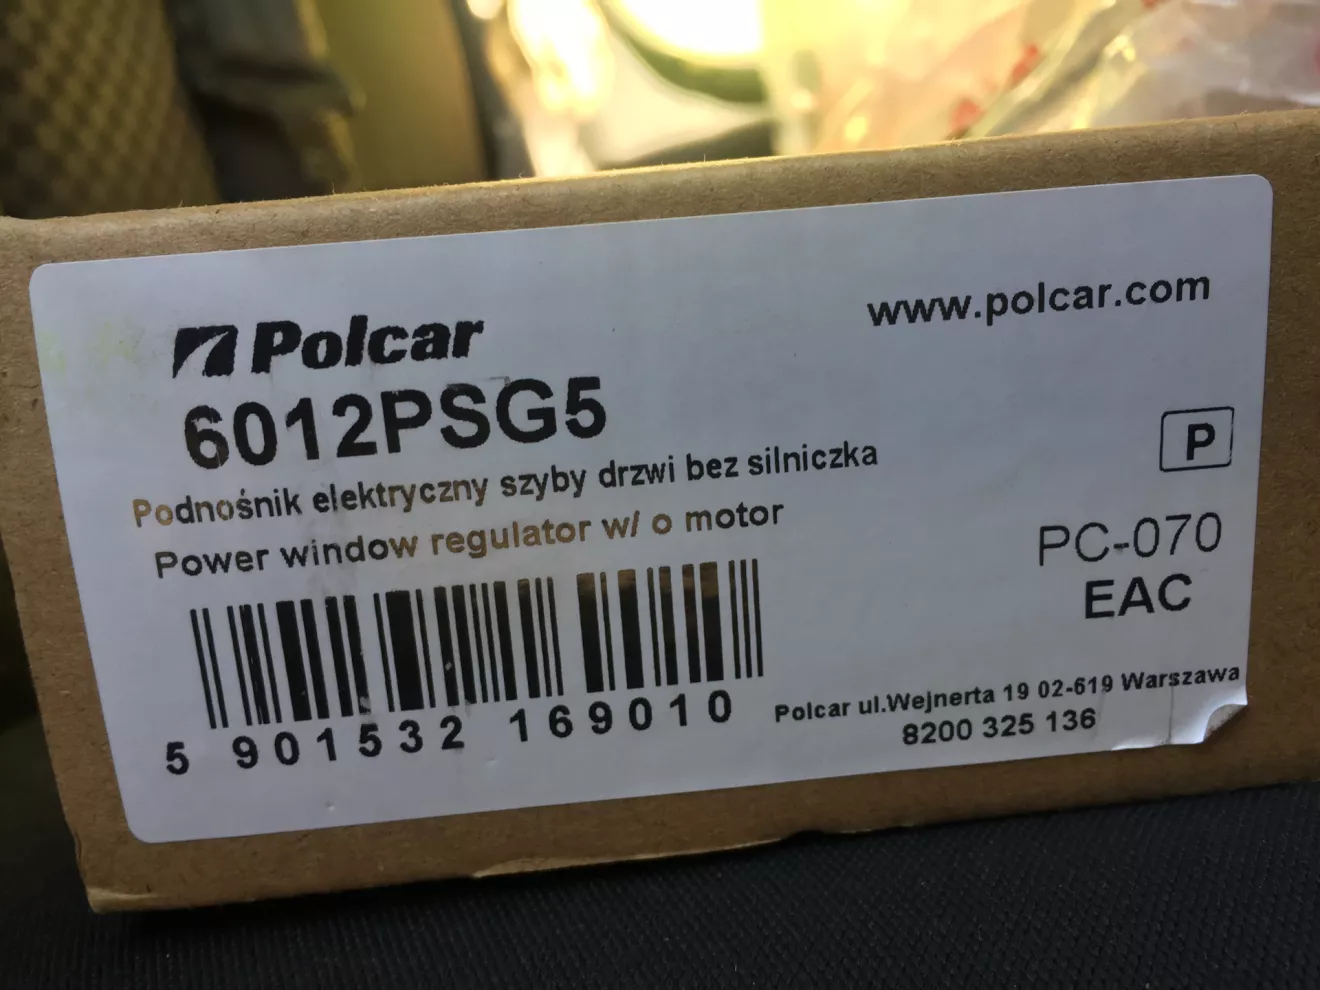 Polcar
www.polcar.com
6012PSG5
P
Podnośnik elektryczny szyby drzwi bez silniczka
Power window regulator w/ o motor
PC-070
EAC
5 901532 169010
Polcar ul.Wejnerta 19 02-619 Warszawa
8200 325 136